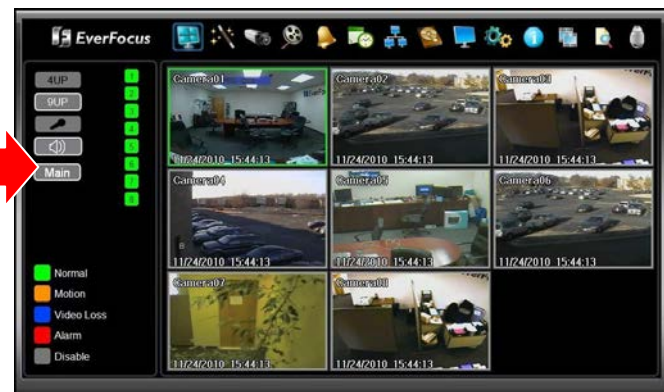 EverFocus
4UP
9UP
Main
1
2
3
4
5
6
7
8
Normal
Motion
Video Loss
Alarm
Disable
Camera01
11/24/2010 15:44:13
Camera02
11/24/2010 15:44:13
Camera03
11/24/2010 15:44:13
Camera04
11/24/2010 15:44:13
Camera05
11/24/2010 15:44:13
Camera06
11/24/2010 15:44:13
Camera07
11/24/2010 15:44:13
Camera08
11/24/2010 15:44:13